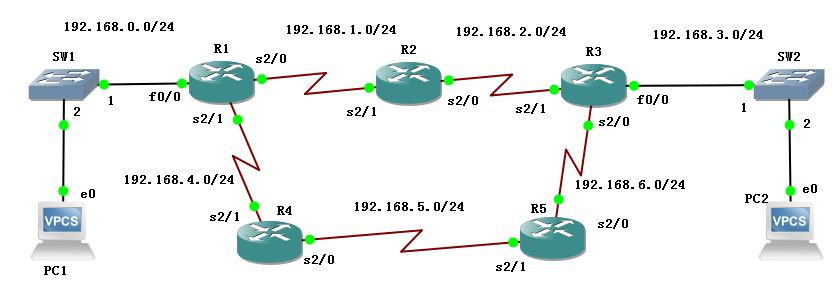 192.168.0.0/24
192.168.1.0/24
192.168.2.0/24
192.168.3.0/24
SW1
R1
R2
R3
SW2
s2/0
1
f0/0
s2/1
s2/0
s2/1
f0/0
1
2
s2/1
s2/0
2
192.168.4.0/24
192.168.6.0/24
e0
VPCS
PC1
s2/1
R4
192.168.5.0/24
R5
s2/0
PC2
e0
VPCS
s2/0
s2/1